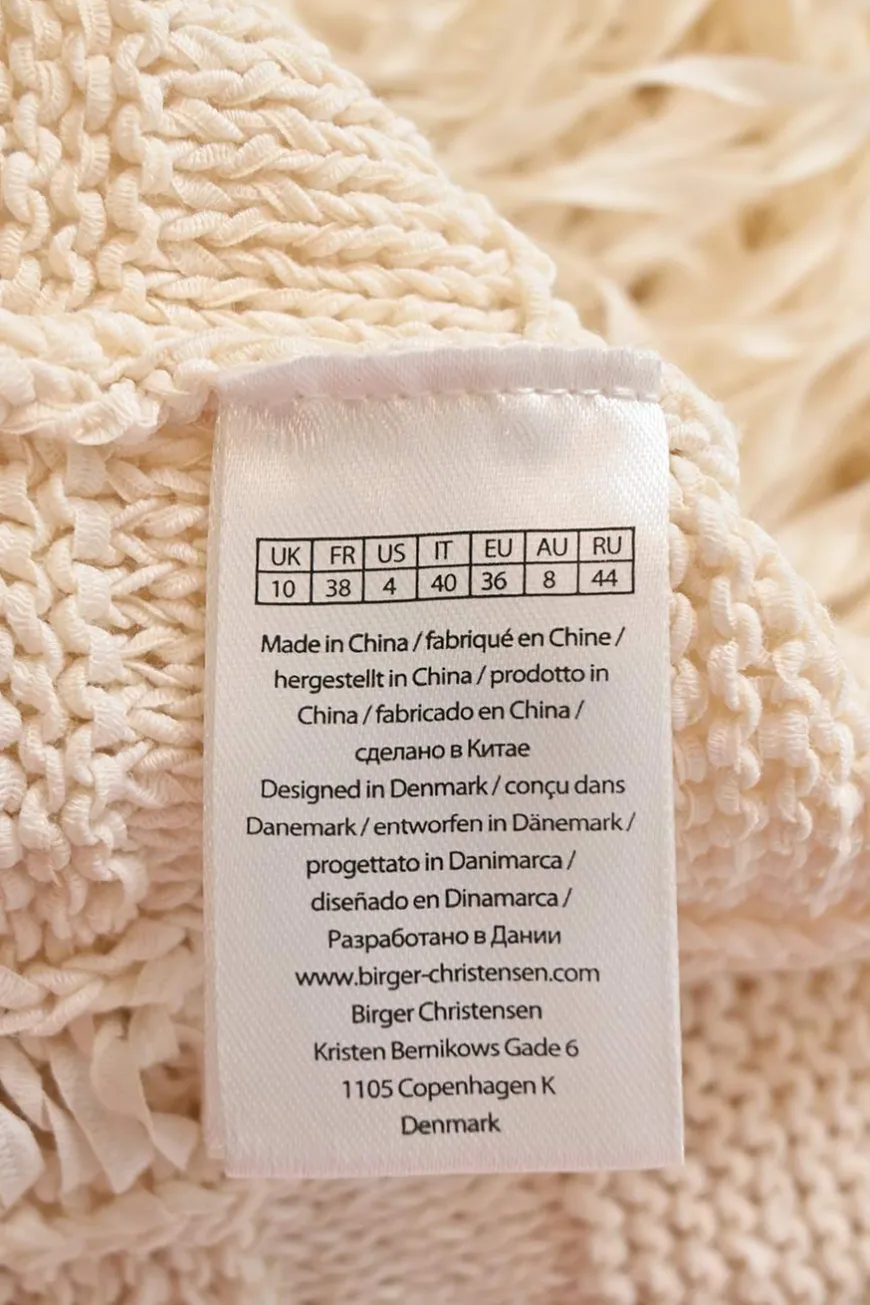 UK FR US IT EU AU RU
10 38 4 40 36 8 44
Made in China / fabriqué en Chine /
hergestellt in China / prodotto in
China / fabricado en China /
сделано в Китае
Designed in Denmark / conçu dans
Danemark / entworfen in Dänemark /
progettato in Danimarca /
diseñado en Dinamarca /
Разработано в Дании
www.birger-christensen.com
Birger Christensen
Kristen Bernikows Gade 6
1105 Copenhagen K
Denmark